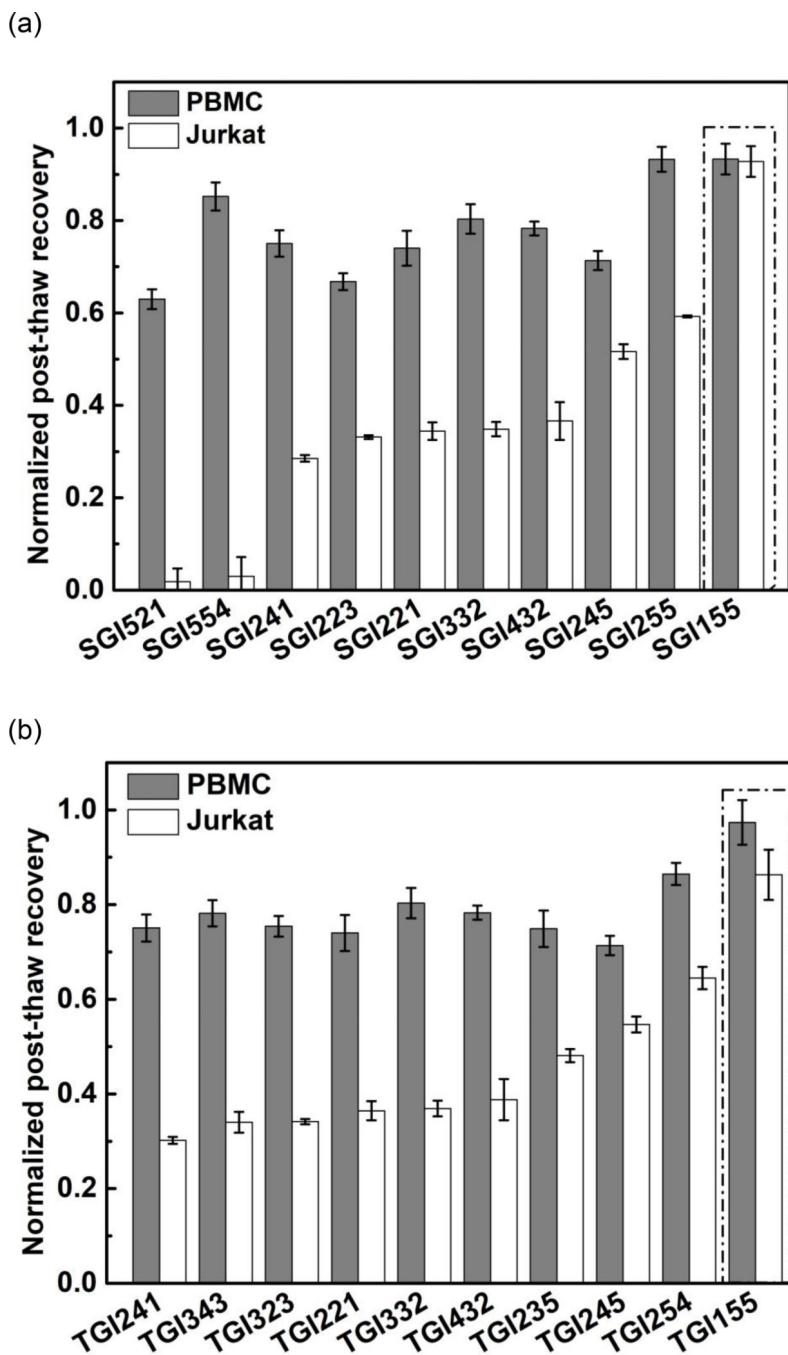 (a)
Normalized post-thaw recovery
PBMC
Jurkat
1.0
0.8
0.6
0.4
0.2
0.0
SGI521
SGI554
SGI241
SGI223
SGI221
SGI332
SGI432
SGI245
SGI255
SGI155
(b)
Normalized post-thaw recovery
PBMC
Jurkat
1.0
0.8
0.6
0.4
0.2
0.0
TGI241
TGI343
TGI323
TGI221
TGI332
TGI432
TGI235
TGI245
TGI254
TGI155